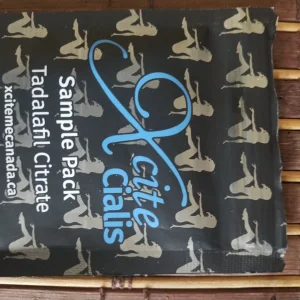 Xcite
Cialis
Sample Pack
Tadalafil Citrate
xcitemecanada.ca